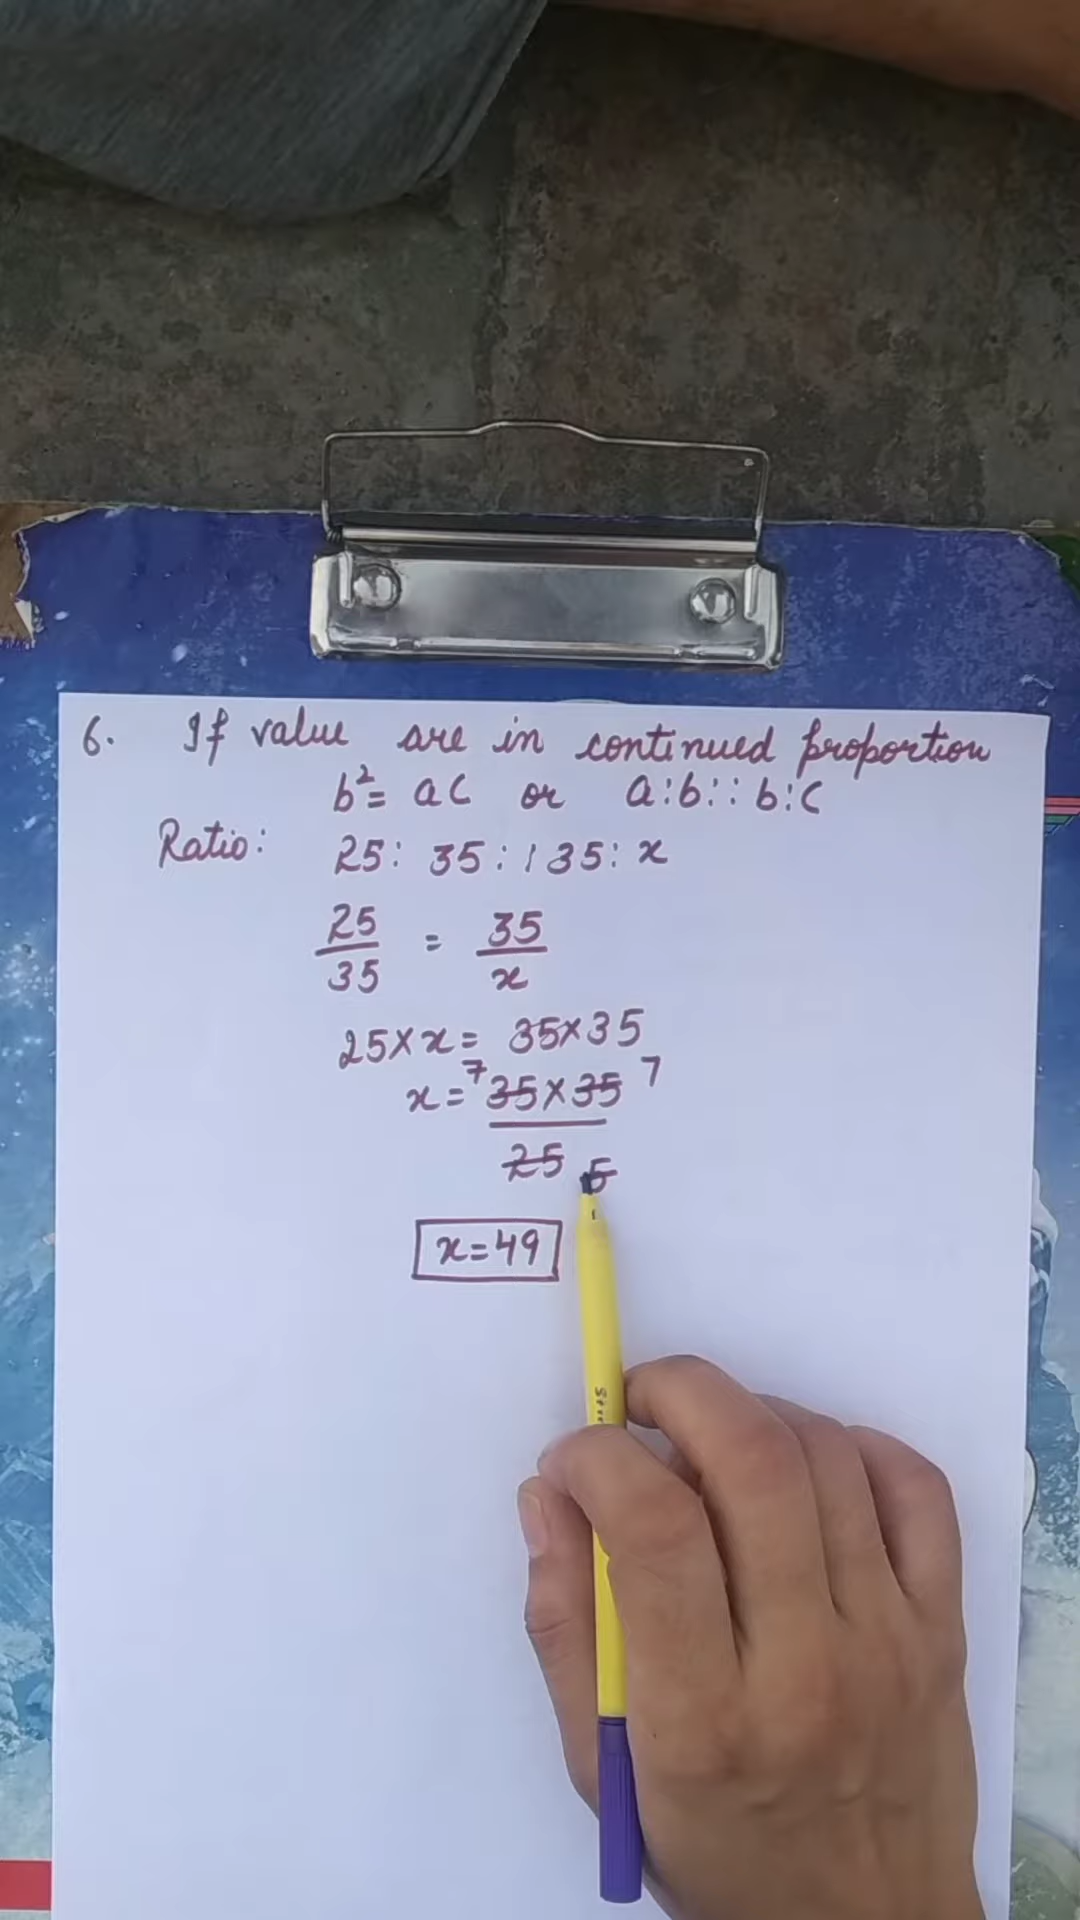 6. If value are in continued proportion
b²= ac or a:b::b:c
Ratio: 25: 35::35: x
25/35 = 35/x
25×x= 35×35
x= 7 35×35 7
25 5
x=49